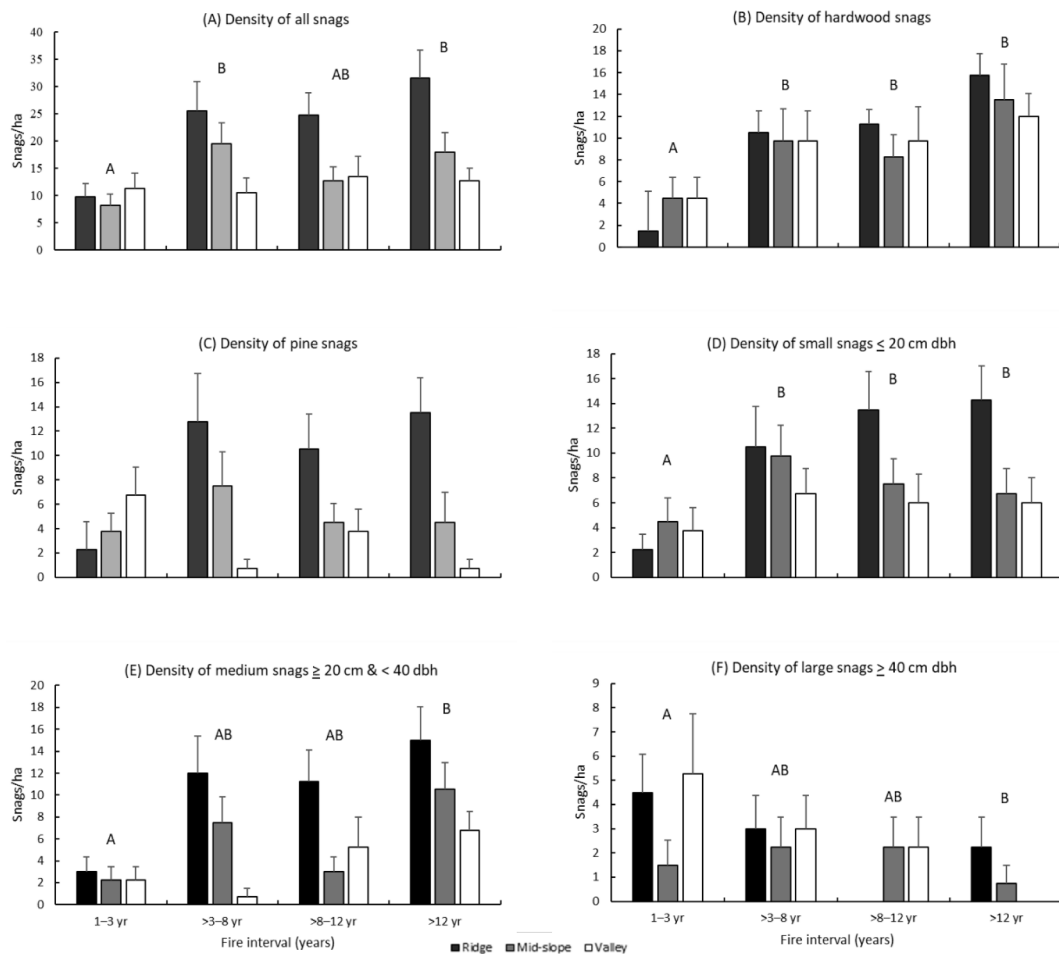 (A) Density of all snags
Snags/ha
40
35
30
25
20
15
10
5
0
A
B
AB
B
(B) Density of hardwood snags
Snags/ha
20
18
16
14
12
10
8
6
4
2
0
A
B
B
B
(C) Density of pine snags
Snags/ha
18
16
14
12
10
8
6
4
2
0
(D) Density of small snags ≤ 20 cm dbh
Snags/ha
18
16
14
12
10
8
6
4
2
0
A
B
B
B
(E) Density of medium snags ≥ 20 cm & < 40 dbh
Snags/ha
20
18
16
14
12
10
8
6
4
2
0
A
AB
AB
B
1–3 yr >3–8 yr >8–12 yr >12 yr
Fire interval (years)
(F) Density of large snags ≥ 40 cm dbh
Snags/ha
9
8
7
6
5
4
3
2
1
0
A
AB
AB
B
1–3 yr >3–8 yr >8–12 yr >12 yr
Fire interval (years)
Ridge Mid-slope Valley